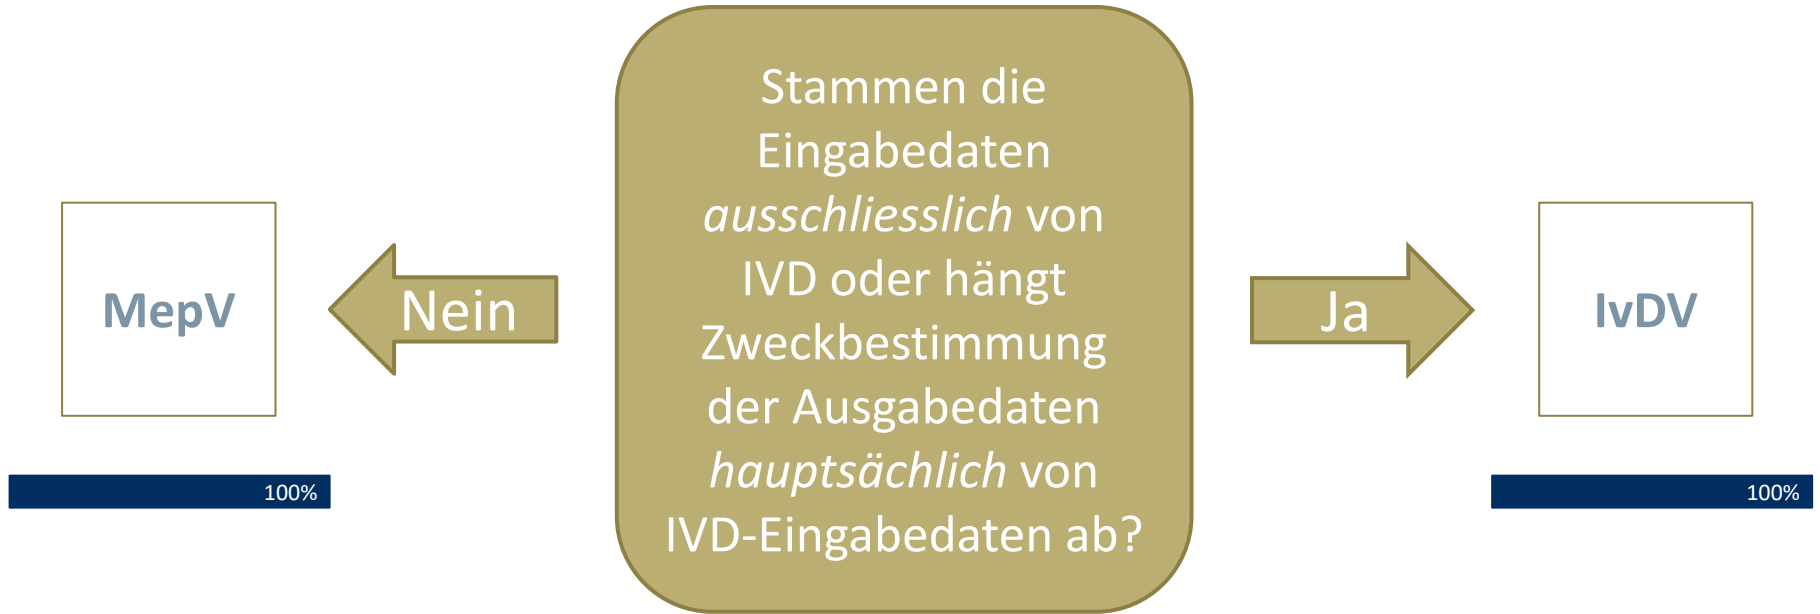 Stammen die
Eingabedaten
ausschliesslich von
IVD oder hängt
Zweckbestimmung
der Ausgabedaten
hauptsächlich von
IVD-Eingabedaten ab?
MepV
Nein
Ja
IvDV
100%
100%